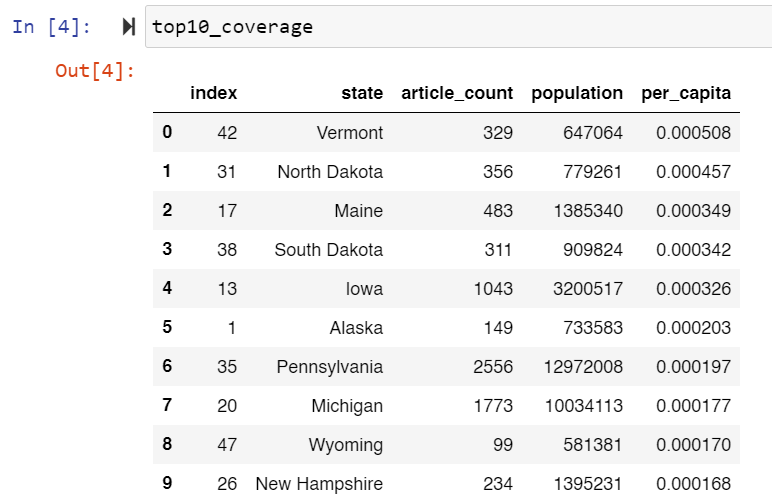 In [4]: top10_coverage
Out[4]:
index state article_count population per_capita
0 42 Vermont 329 647064 0.000508
1 31 North Dakota 356 779261 0.000457
2 17 Maine 483 1385340 0.000349
3 38 South Dakota 311 909824 0.000342
4 13 Iowa 1043 3200517 0.000326
5 1 Alaska 149 733583 0.000203
6 35 Pennsylvania 2556 12972008 0.000197
7 20 Michigan 1773 10034113 0.000177
8 47 Wyoming 99 581381 0.000170
9 26 New Hampshire 234 1395231 0.000168